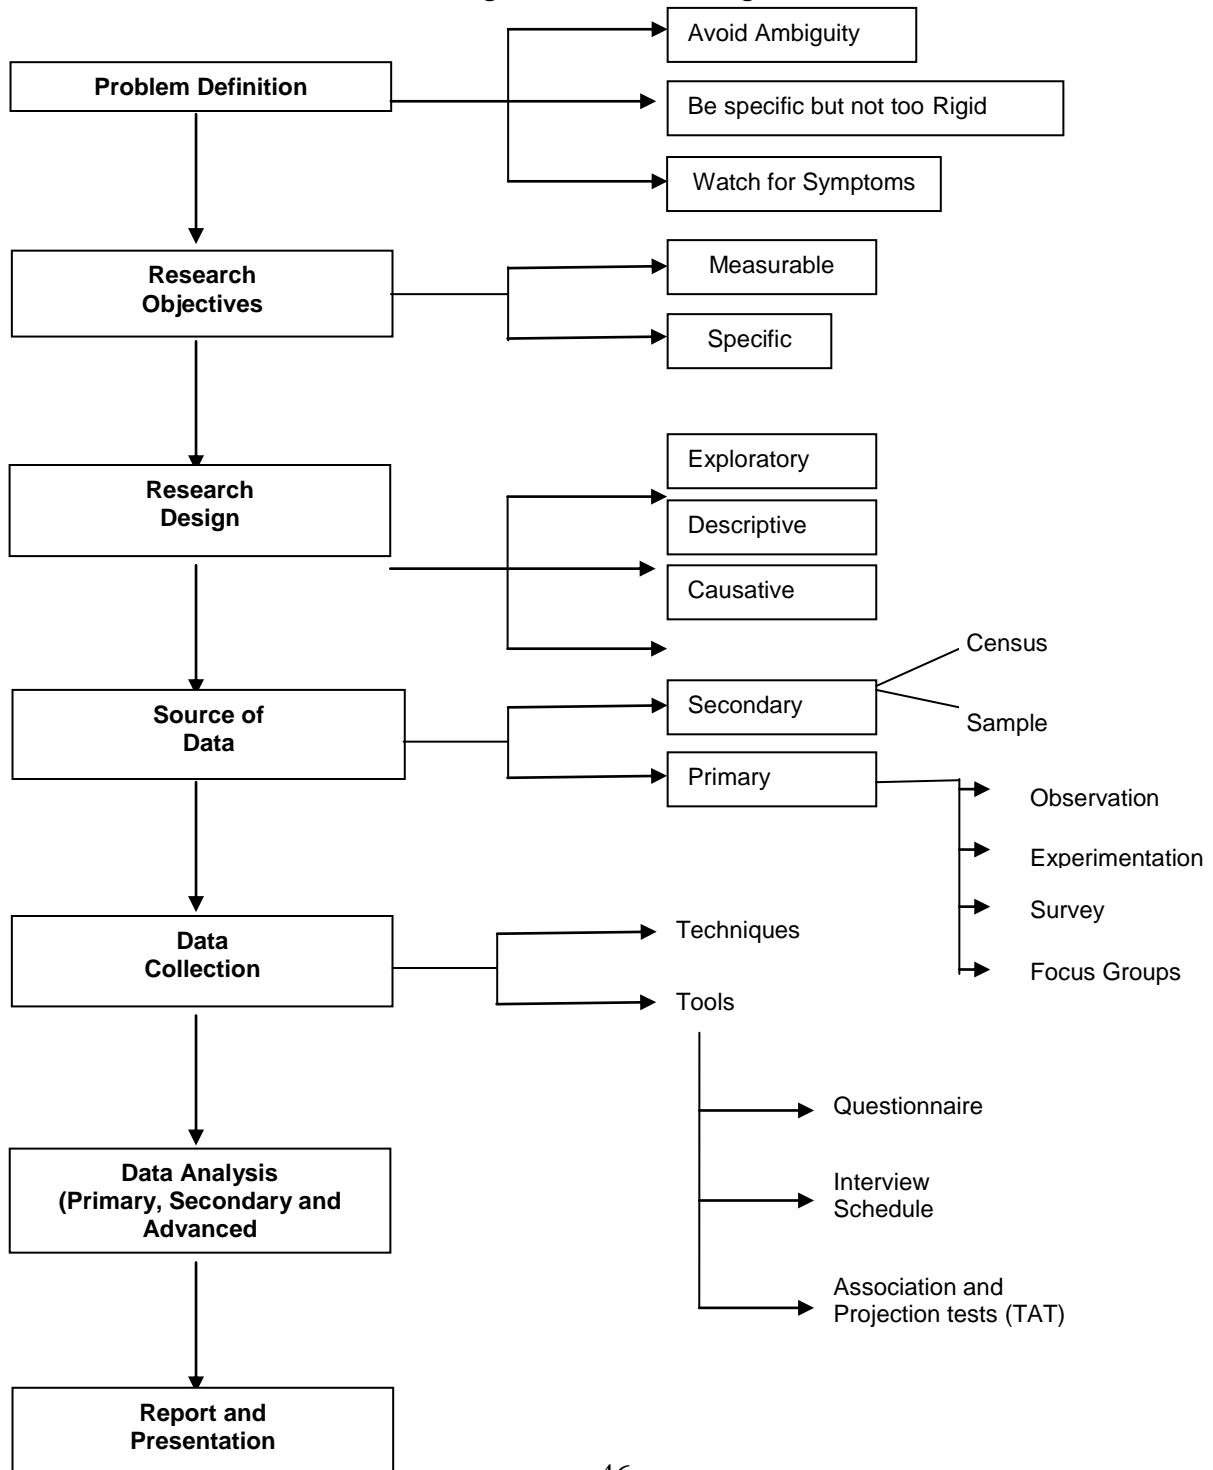 Avoid Ambiguity
Problem Definition
Be specific but not too Rigid
Watch for Symptoms
Research
Objectives
Measurable
Specific
Research
Design
Exploratory
Descriptive
Causative
Source of
Data
Secondary
Census
Sample
Primary
Observation
Experimentation
Survey
Focus Groups
Data
Collection
Techniques
Tools
Questionnaire
Interview
Schedule
Association and
Projection tests (TAT)
Data Analysis
(Primary, Secondary and
Advanced
Report and
Presentation